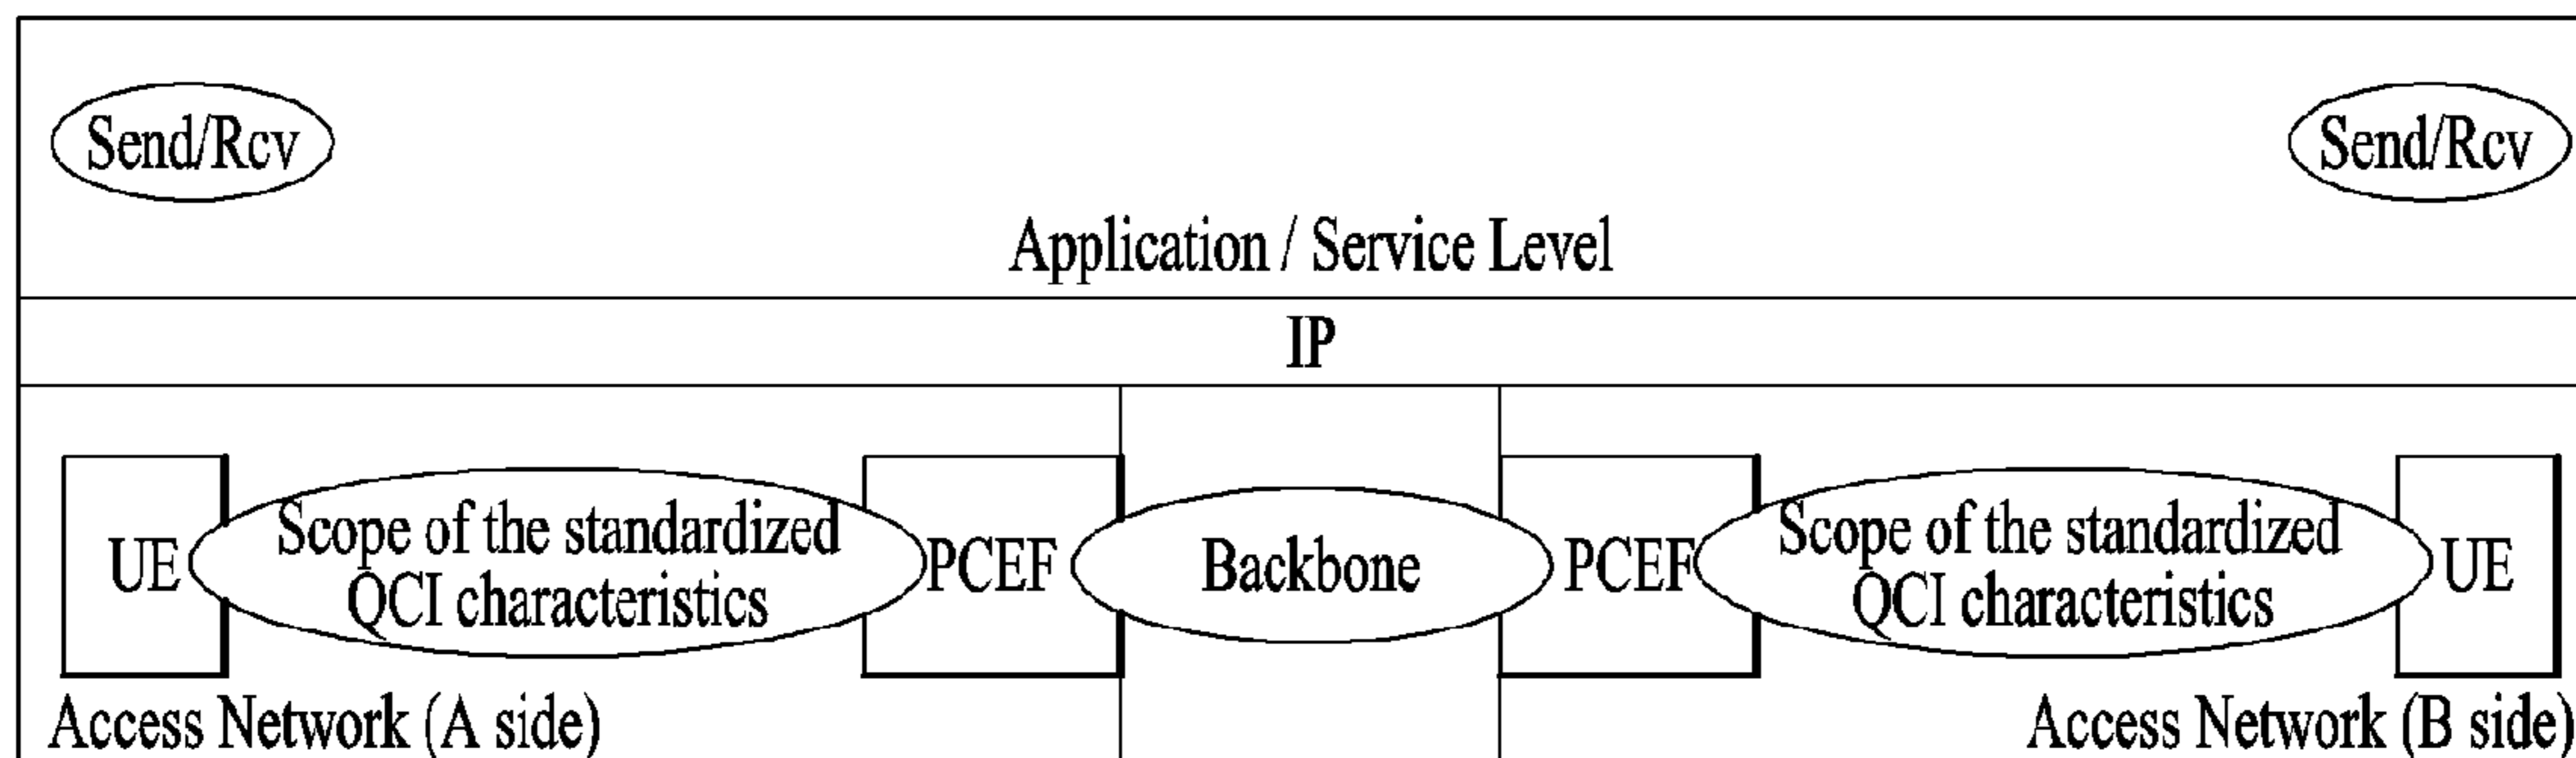 Send/Rcv
Send/Rcv
Application / Service Level
IP
UE
Scope of the standardized
QCI characteristics
PCEF
Backbone
PCEF
Scope of the standardized
QCI characteristics
UE
Access Network (A side)
Access Network (B side)